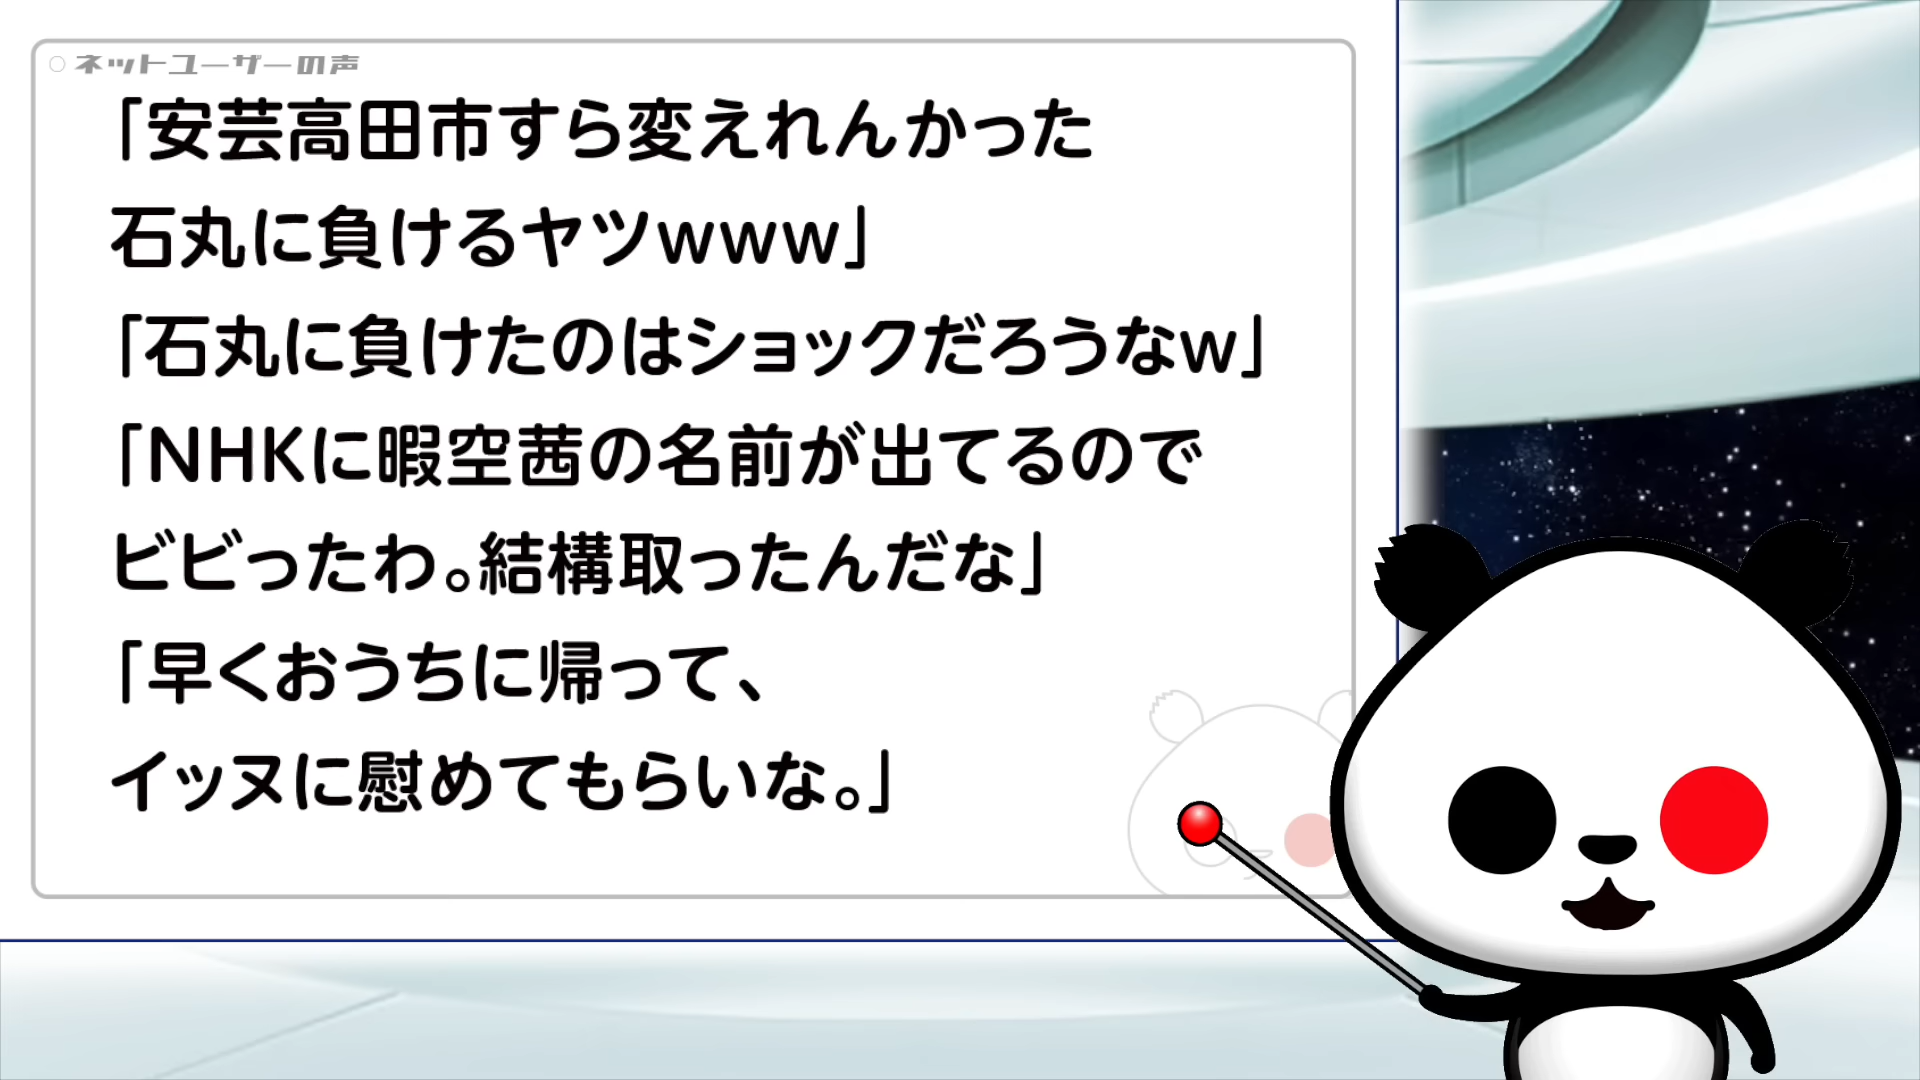 ○ネットユーザーの声
「安芸高田市すら変えれんかった
石丸に負けるヤツwww」
「石丸に負けたのはショックだろうなw」
「NHKに暇空茜の名前が出てるので
ビビったわ。結構取ったんだな」
「早くおうちに帰って、
イッヌに慰めてもらいな。」